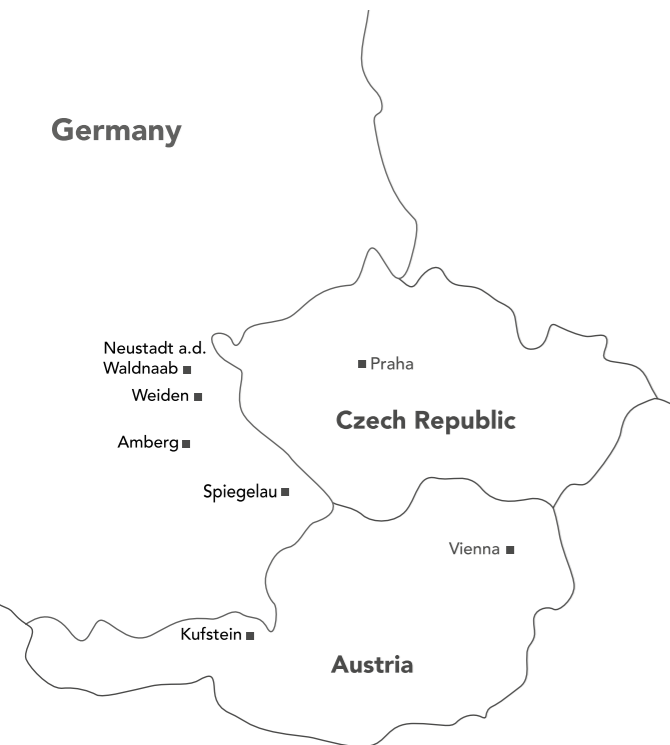 Germany
Neustadt a.d.
Waldnaab
Praha
Weiden
Czech Republic
Amberg
Spiegelau
Vienna
Kufstein
Austria